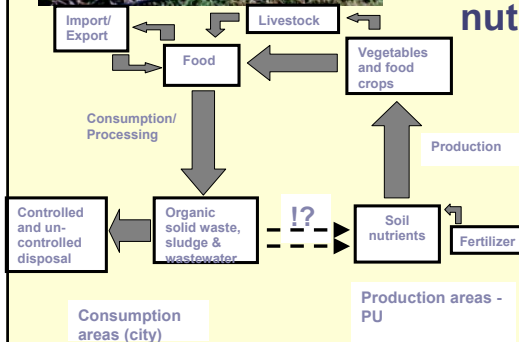 nut
Import/
Export
Livestock
Food
Vegetables
and food
crops
Consumption/
Processing
Production
Controlled
and un-
controlled
disposal
Organic
solid waste,
sludge &
wastewater
!?
Soil
nutrients
Fertilizer
Consumption
areas (city)
Production areas -
PU